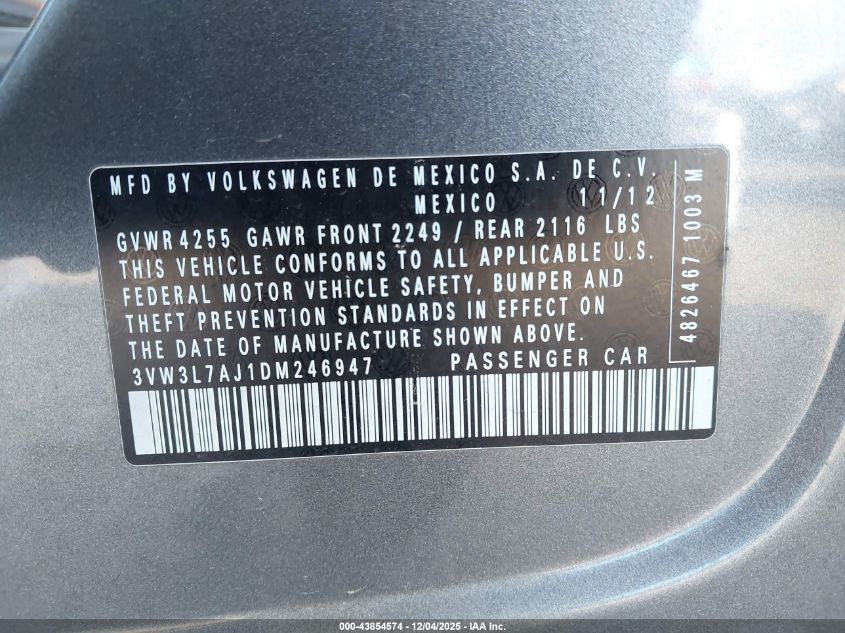 MFD BY VOLKSWAGEN DE MEXICO S.A. DE C.V.
MEXICO 11/12
GVWR 4255 GAWR FRONT 2249 / REAR 2116 LBS
THIS VEHICLE CONFORMS TO ALL APPLICABLE U.S.
FEDERAL MOTOR VEHICLE SAFETY, BUMPER AND
THEFT PREVENTION STANDARDS IN EFFECT ON
THE DATE OF MANUFACTURE SHOWN ABOVE.
3VW3L7AJ1DM246947 PASSENGER CAR
4826467 1003 M
000-43854574 - 12/04/2025 - IAA Inc.